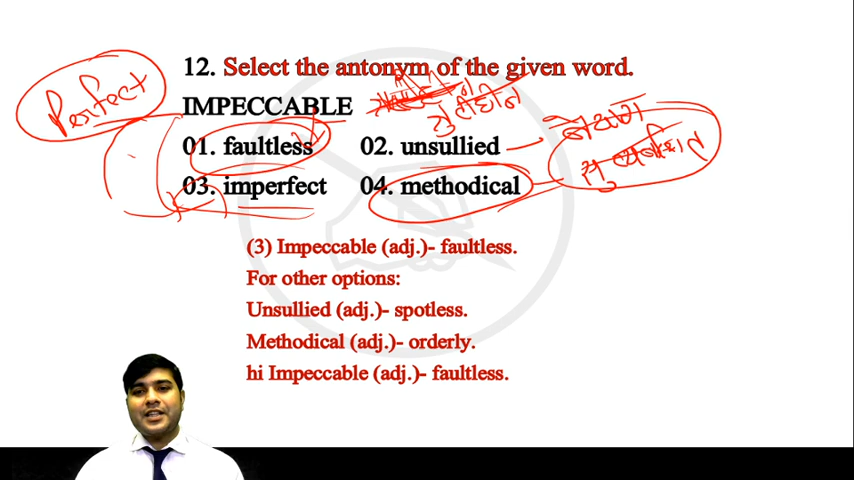 12. Select the antonym of the given word.
Perfect
IMPECCABLE
01. faultless 02. unsullied
03. imperfect 04. methodical
बेदाग
सुव्यवस्थित
(3) Impeccable (adj.)- faultless.
For other options:
Unsullied (adj.)- spotless.
Methodical (adj.)- orderly.
hi Impeccable (adj.)- faultless.